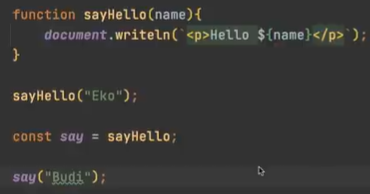 function sayHello(name){
    document.writeln(`<p>Hello ${name}</p>`);
}
sayHello("Eko");
const say = sayHello;
say("Budi");